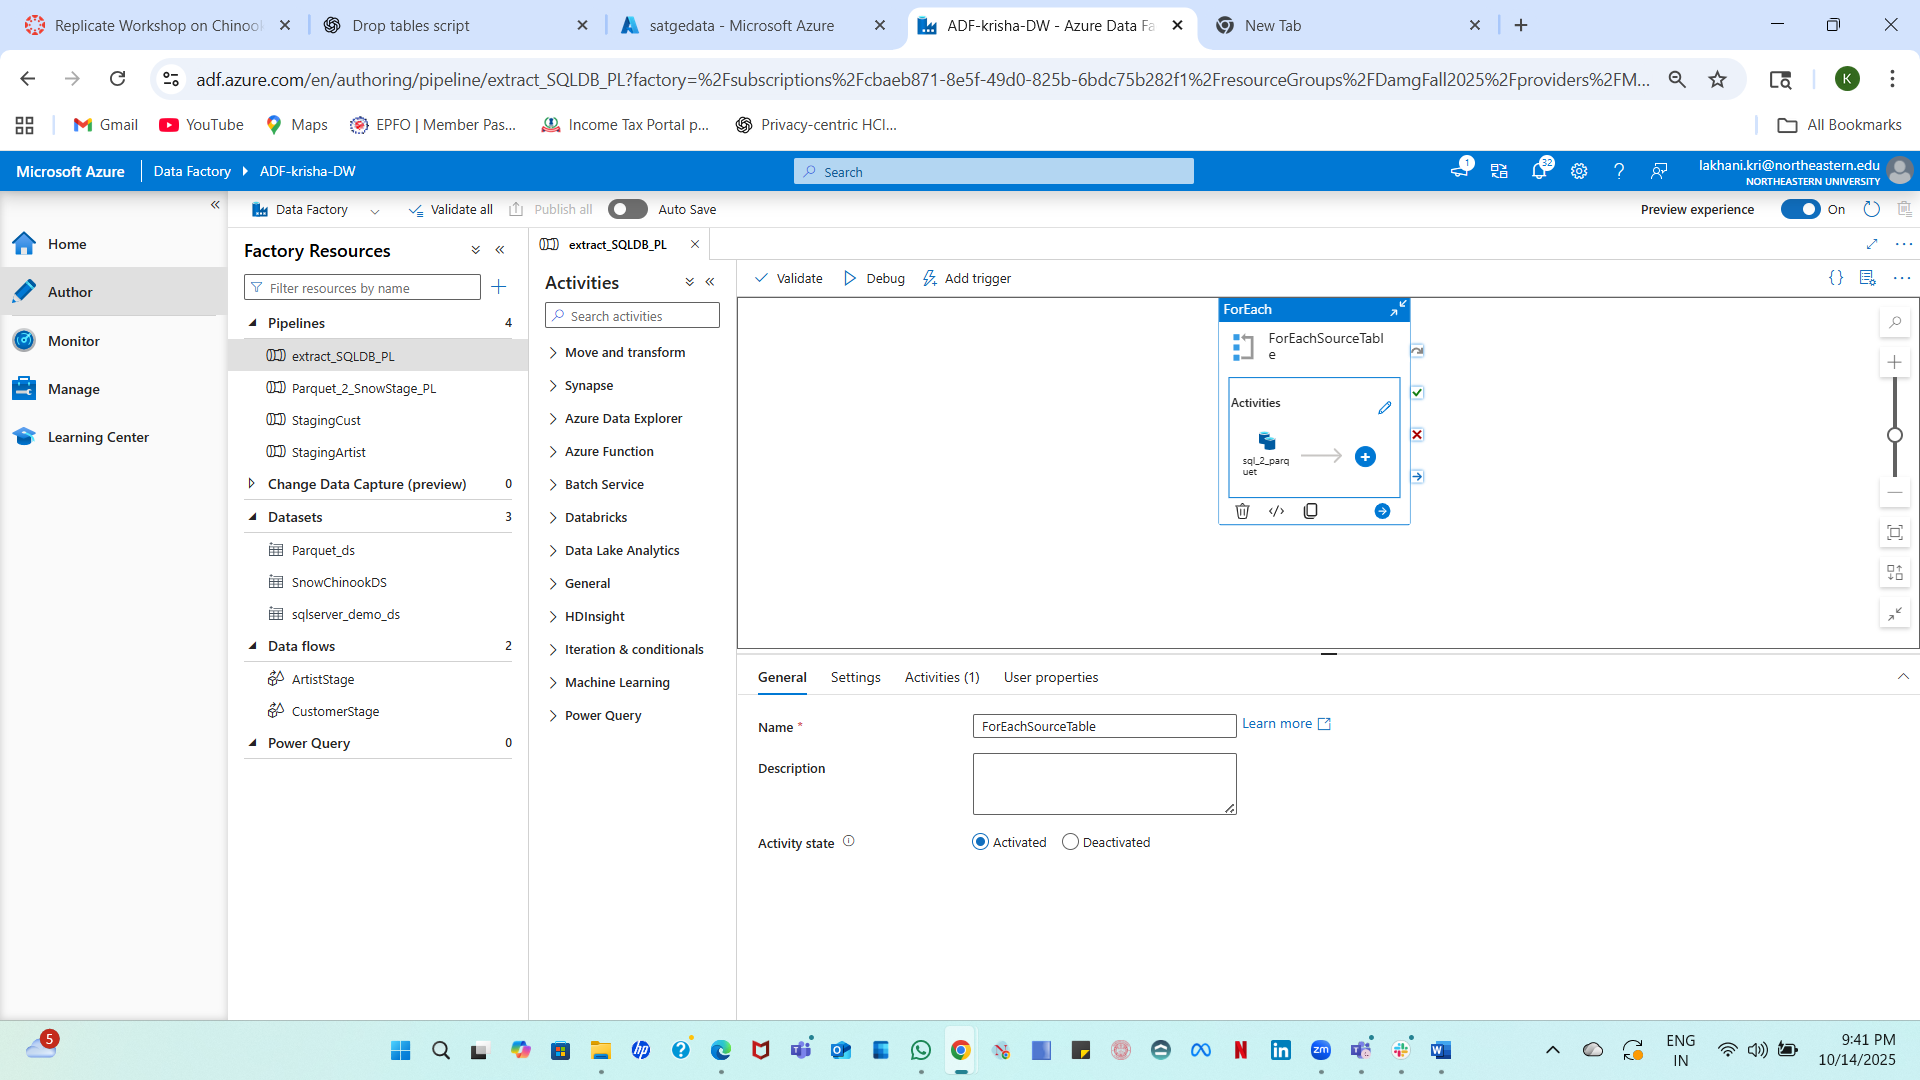 Replicate Workshop on Chinook
Drop tables script
satgedata - Microsoft Azure
ADF-krisha-DW - Azure Data Fa
New Tab
adf.azure.com/en/authoring/pipeline/extract_SQLDB_PL?factory=%2Fsubscriptions%2Fcbaeb871-8e5f-49d0-825b-6bdc75b282f1%2FresourceGroups%2FDamgFall2025%2Fproviders%2FM...
K
Gmail
YouTube
Maps
EPFO | Member Pas...
Income Tax Portal p...
Privacy-centric HCI...
All Bookmarks
Microsoft Azure
Data Factory
ADF-krisha-DW
Search
1
32
lakhani.kri@northeastern.edu
NORTHEASTERN UNIVERSITY
Data Factory
Validate all
Publish all
Auto Save
Preview experience
On
Home
Author
Monitor
Manage
Learning Center
Factory Resources
Filter resources by name
Pipelines 4
extract_SQLDB_PL
Parquet_2_SnowStage_PL
StagingCust
StagingArtist
Change Data Capture (preview) 0
Datasets 3
Parquet_ds
SnowChinookDS
sqlserver_demo_ds
Data flows 2
ArtistStage
CustomerStage
Power Query 0
extract_SQLDB_PL
Activities
Search activities
Move and transform
Synapse
Azure Data Explorer
Azure Function
Batch Service
Databricks
Data Lake Analytics
General
HDInsight
Iteration & conditionals
Machine Learning
Power Query
Validate
Debug
Add trigger
ForEach
ForEachSourceTabl
e
Activities
sql_2_parq
uet
General
Settings
Activities (1)
User properties
Name *
ForEachSourceTable
Learn more
Description
Activity state
Activated
Deactivated
5
ENG
IN
9:41 PM
10/14/2025